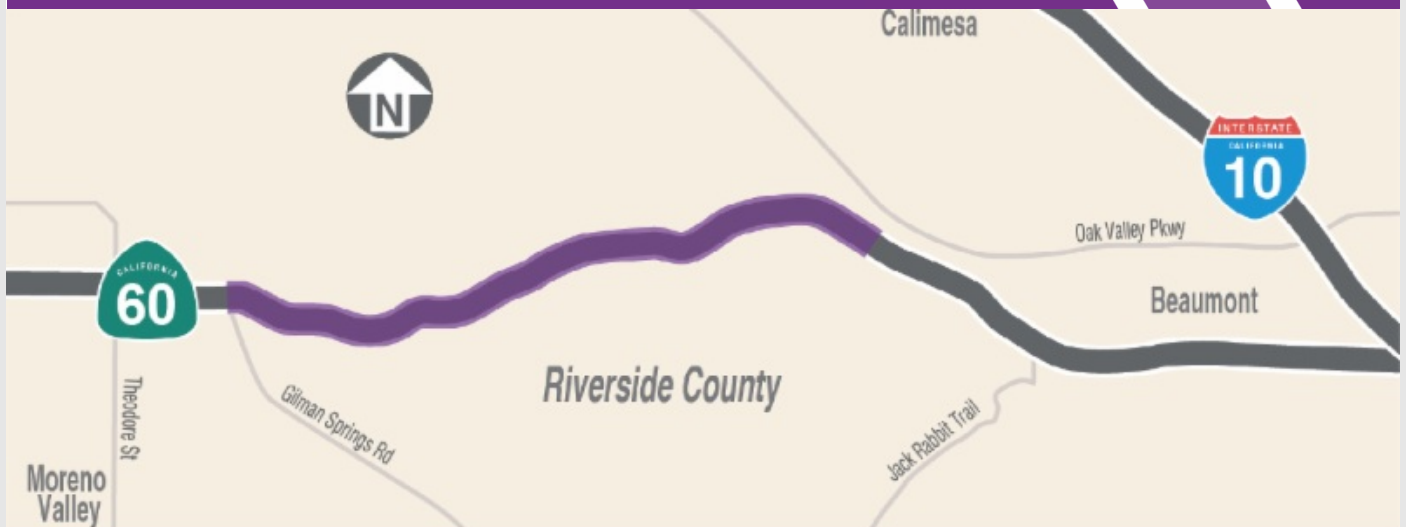 Calimesa
N
INTERSTATE
CALIFORNIA
10
Oak Valley Pkwy
CALIFORNIA
60
Beaumont
Riverside County
Theodore St
Gilman Springs Rd
Jack Rabbit Trail
Moreno
Valley